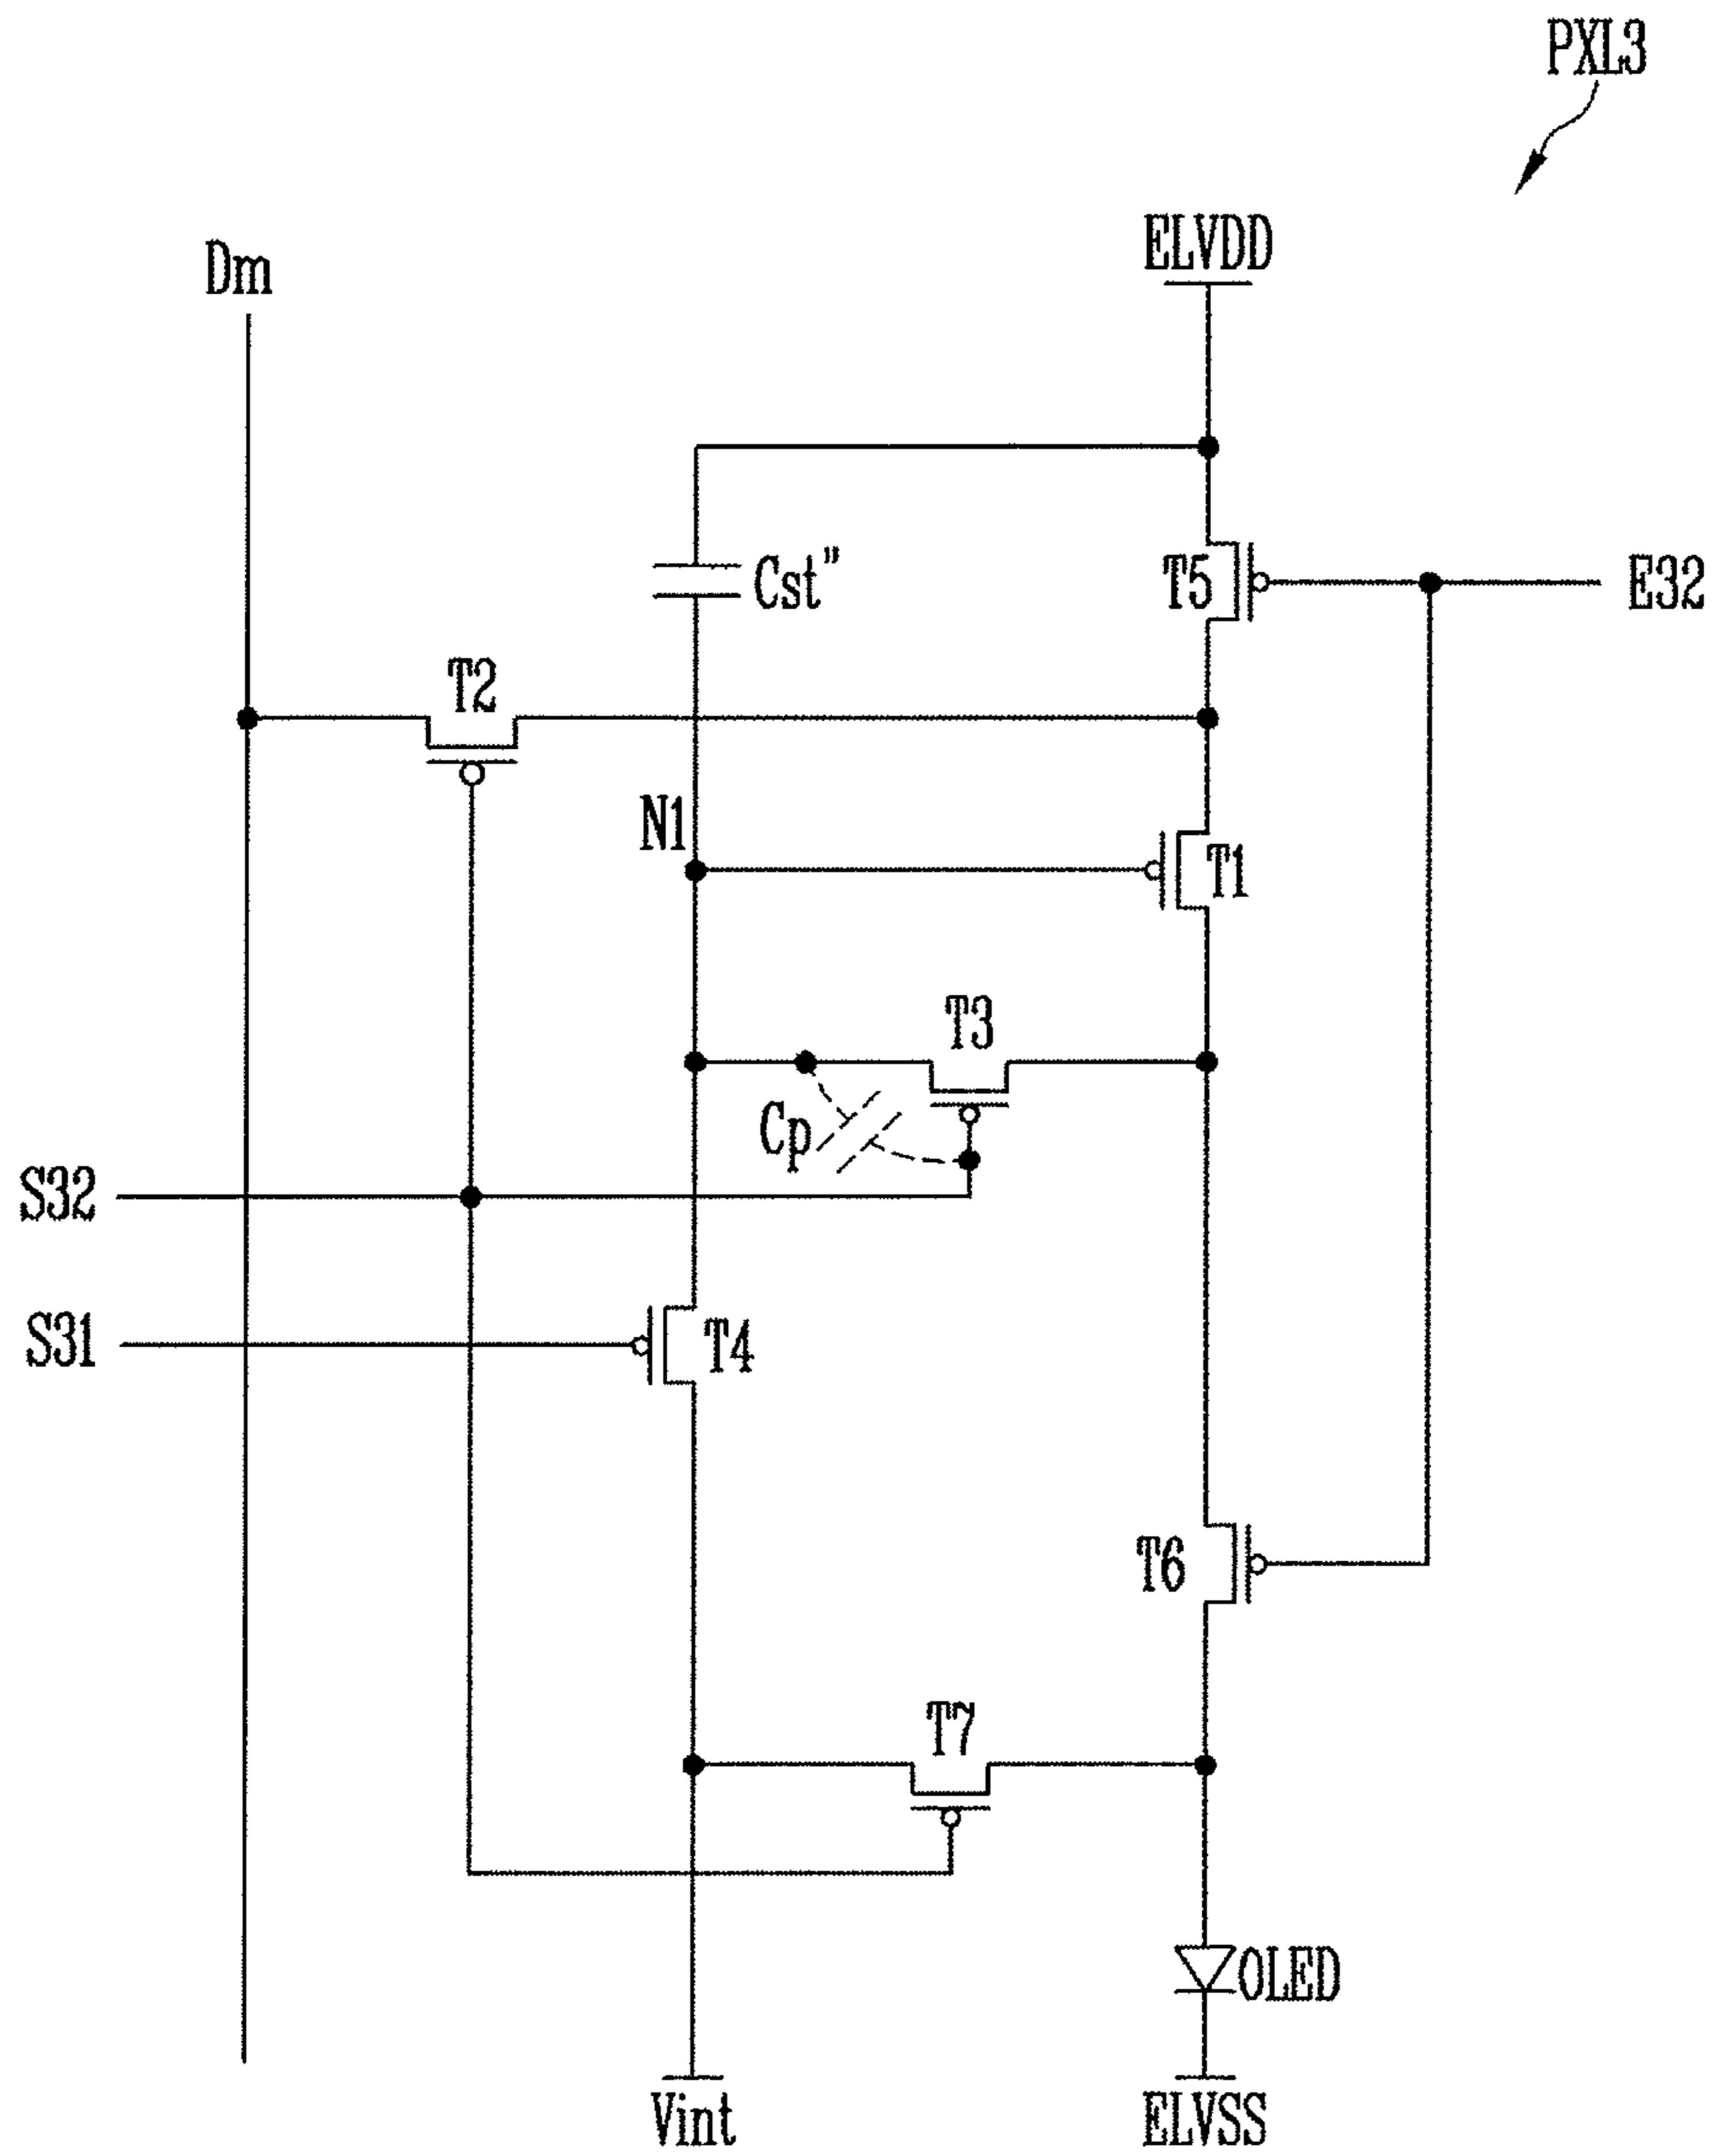 PXL3
ELVDD
Dm
Cst"
T5
E32
T2
N1
T1
T3
Cp
S32
S31
T4
T6
T7
OLED
Vint
ELVSS